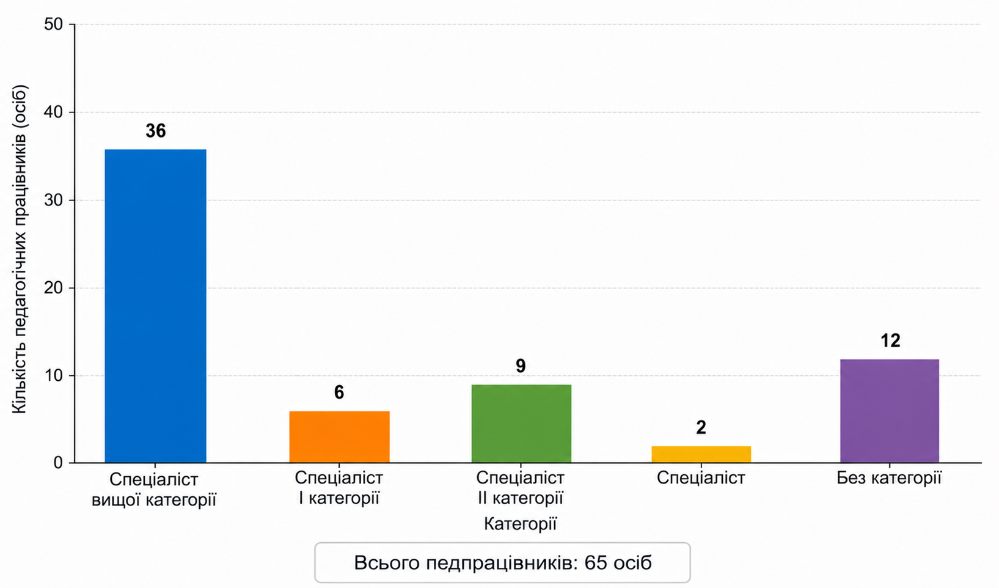 Кількість педагогічних працівників (осіб)
50
40
30
20
10
0
36
6
9
2
12
Спеціаліст
вищої категорії
Спеціаліст
І категорії
Спеціаліст
ІІ категорії
Спеціаліст
Без категорії
Категорії
Всього педпрацівників: 65 осіб